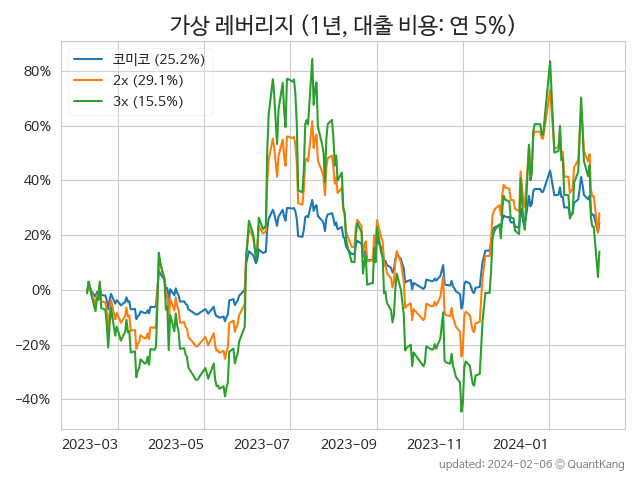 가상 레버리지 (1년, 대출 비용: 연 5%)
코미코 (25.2%)
2x (29.1%)
3x (15.5%)
80%
60%
40%
20%
0%
−20%
−40%
2023-03 2023-05 2023-07 2023-09 2023-11 2024-01
updated: 2024-02-06 © QuantKang